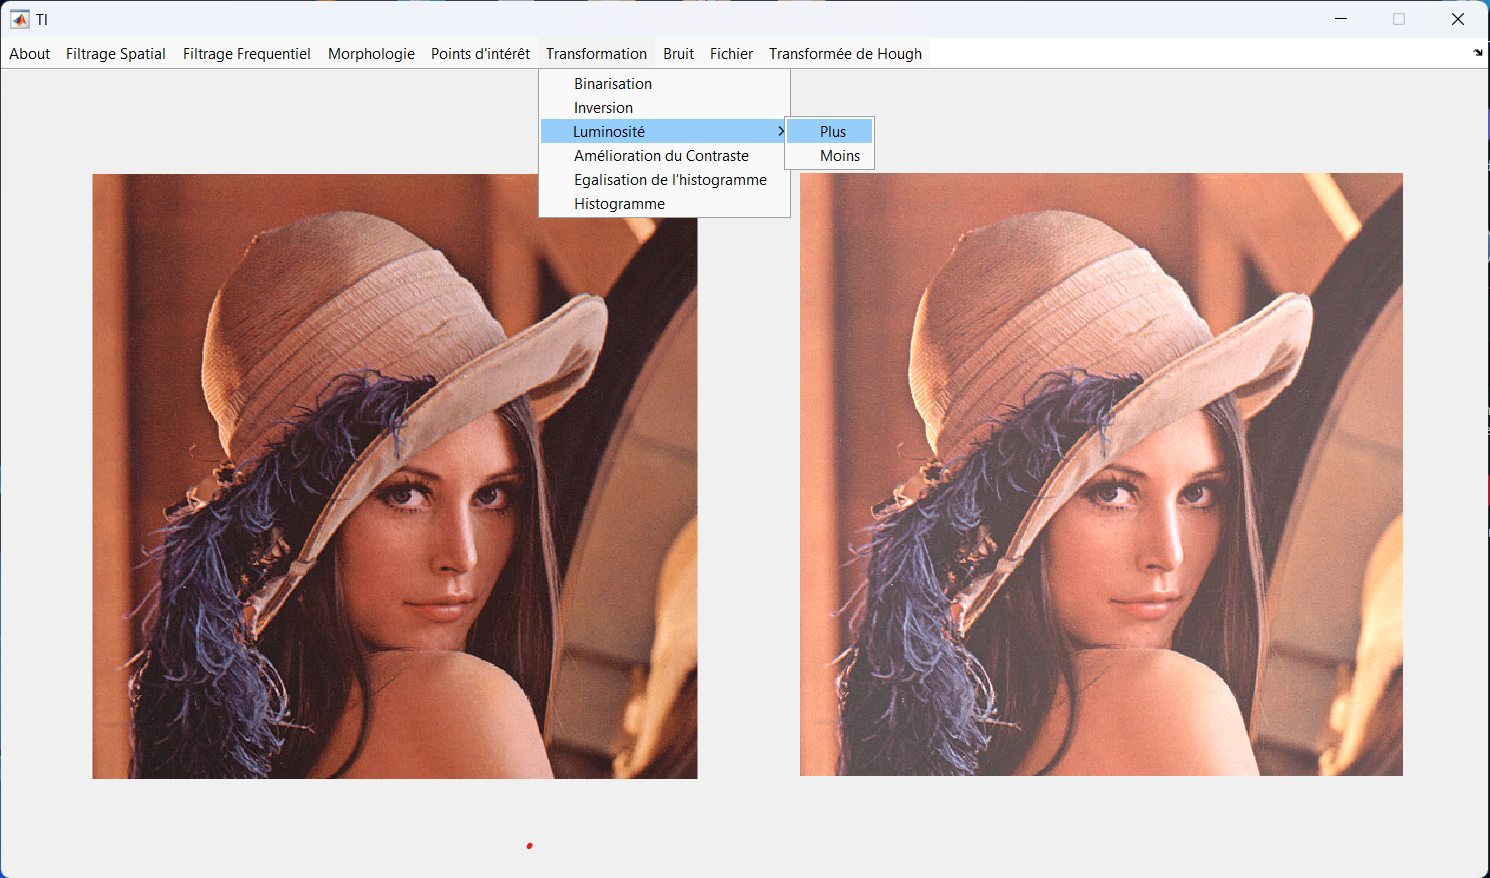 TI
About Filtrage Spatial Filtrage Frequentiel Morphologie Points d'intérêt Transformation Bruit Fichier Transformée de Hough
Binarisation
Inversion
Luminosité
Plus
Amélioration du Contraste
Moins
Egalisation de l'histogramme
Histogramme